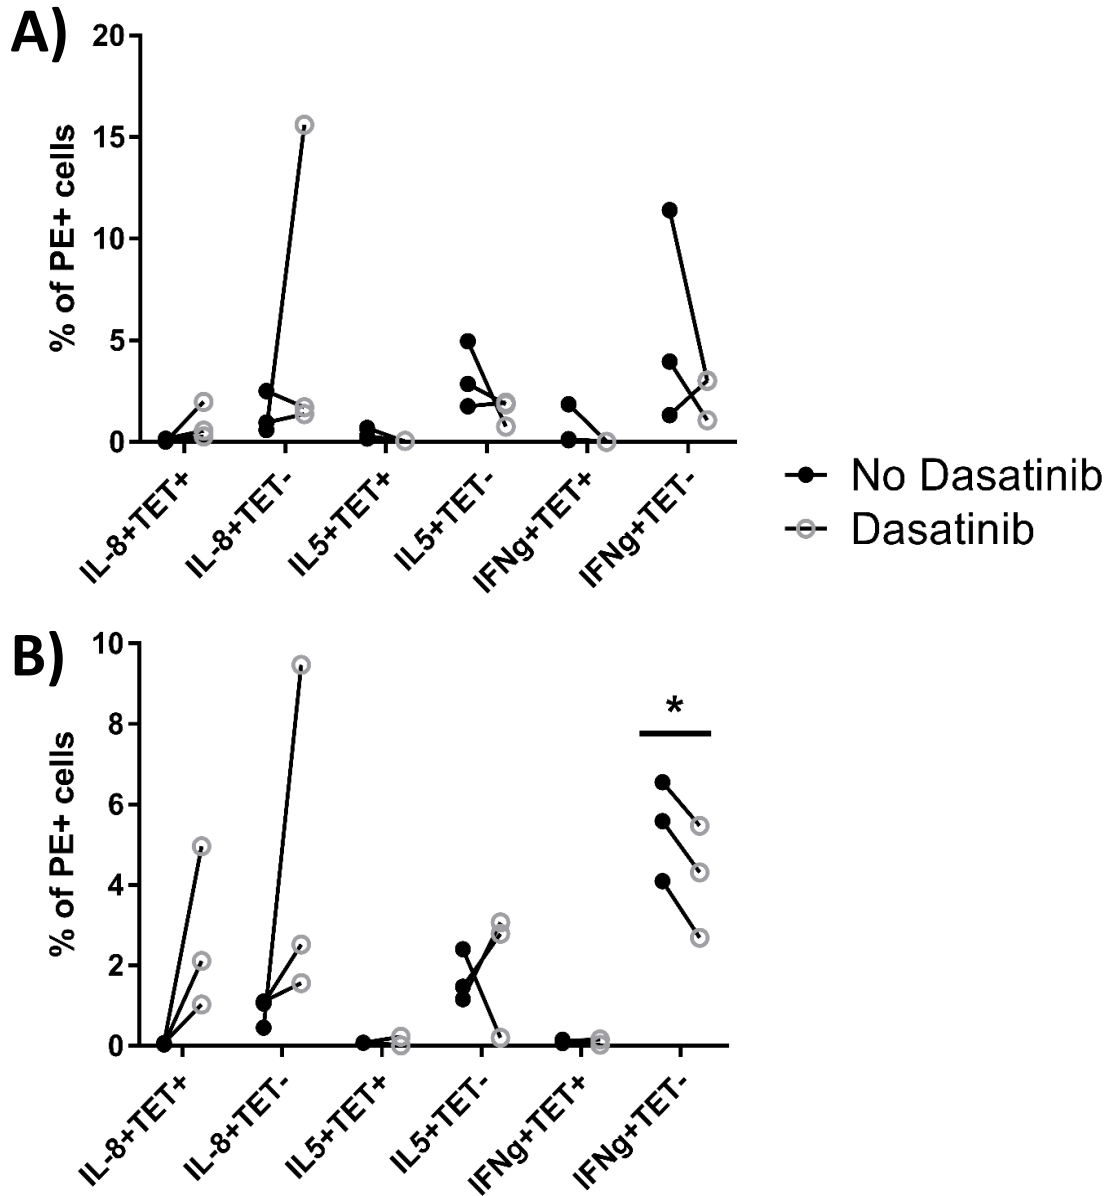 A)
% of PE+ cells
20
15
10
5
0
IL-8+TET+
IL-8+TET-
IL5+TET+
IL5+TET-
IFNg+TET+
IFNg+TET-
No Dasatinib
Dasatinib
B)
% of PE+ cells
10
8
6
4
2
0
*
IL-8+TET+
IL-8+TET-
IL5+TET+
IL5+TET-
IFNg+TET+
IFNg+TET-